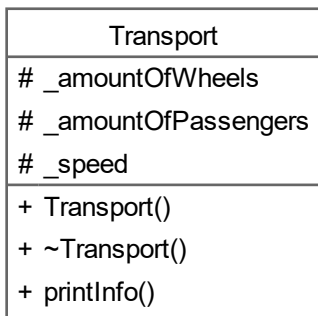 Transport
# _amountOfWheels
# _amountOfPassengers
# _speed
+ Transport()
+ ~Transport()
+ printInfo()